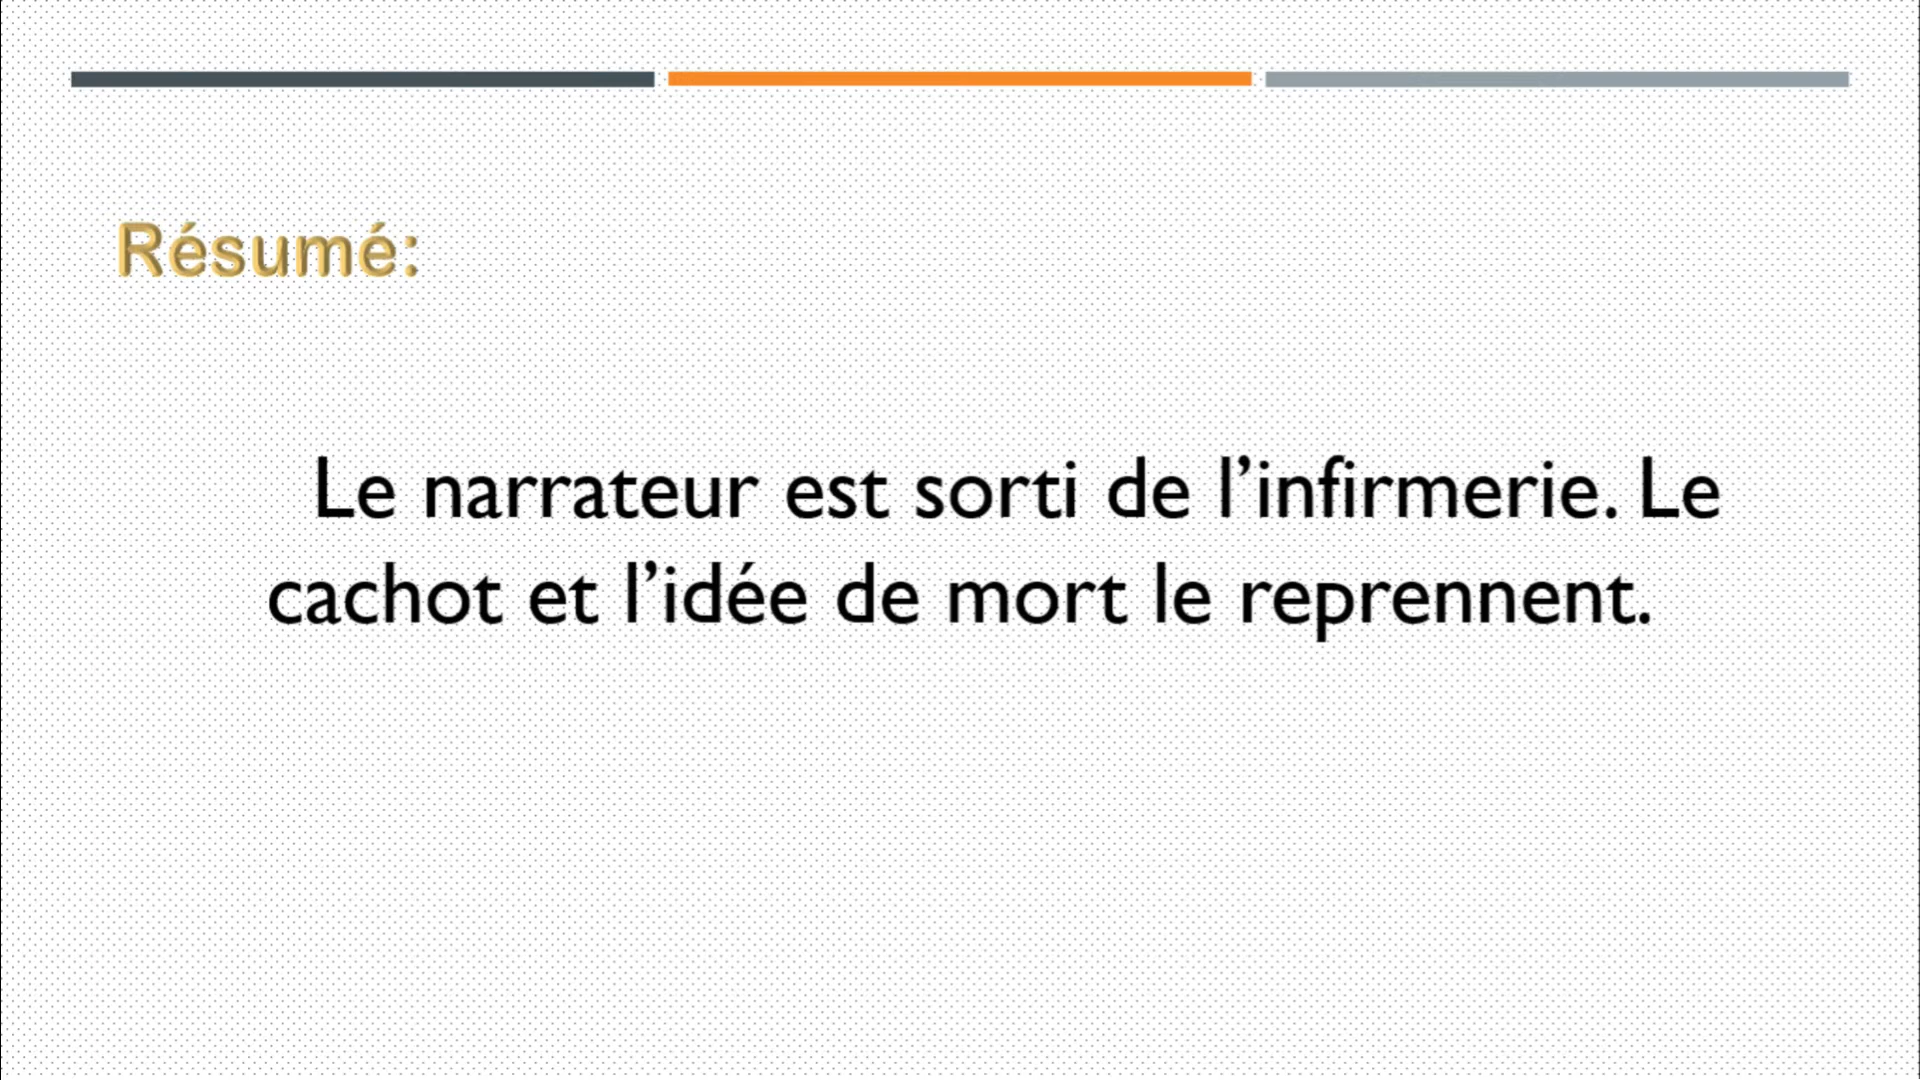 Résumé:
Le narrateur est sorti de l’infirmerie. Le
cachot et l’idée de mort le reprennent.